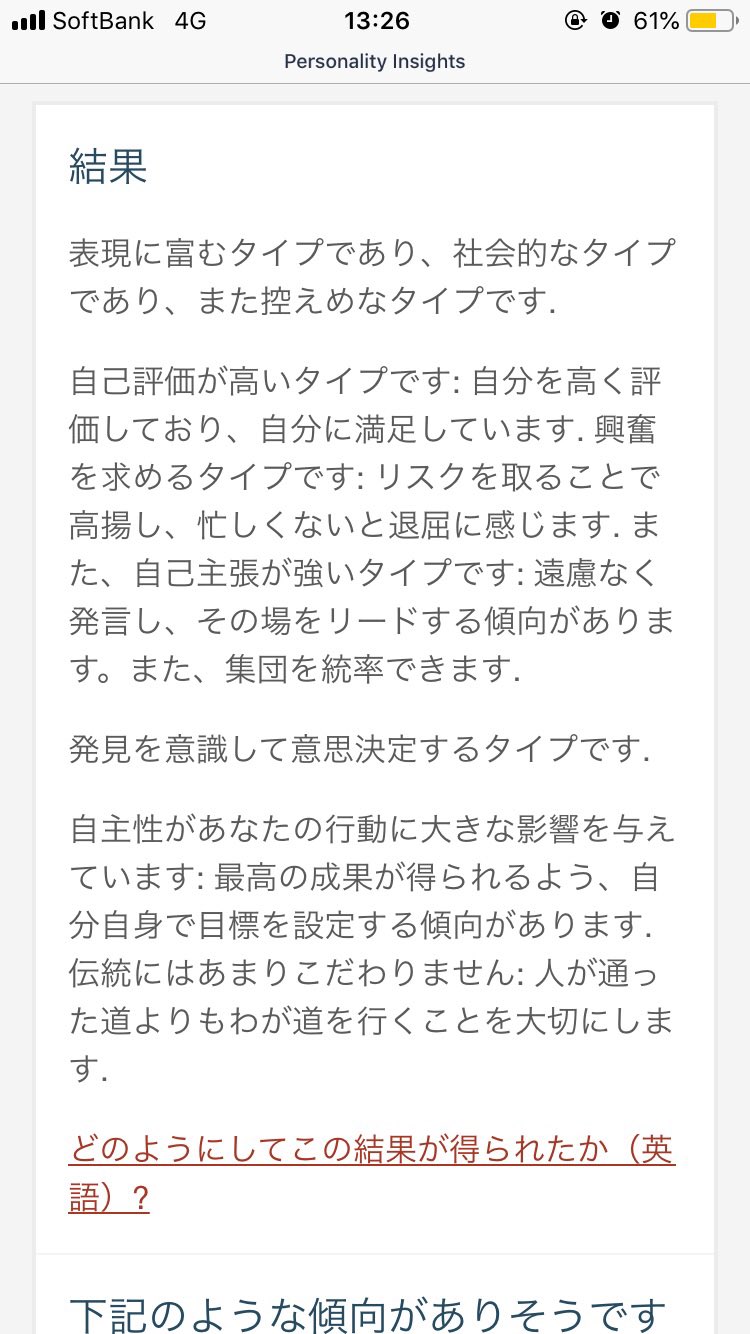 SoftBank 4G 13:26 61%
Personality Insights
結果
表現に富むタイプであり、社会的なタイプ
であり、また控えめなタイプです.
自己評価が高いタイプです: 自分を高く評
価しており、自分に満足しています. 興奮
を求めるタイプです: リスクを取ることで
高揚し、忙しくないと退屈に感じます. ま
た、自己主張が強いタイプです: 遠慮なく
発言し、その場をリードする傾向がありま
す。また、集団を統率できます.
発見を意識して意思決定するタイプです.
自主性があなたの行動に大きな影響を与え
ています: 最高の成果が得られるよう、自
分自身で目標を設定する傾向があります.
伝統にはあまりこだわりません: 人が通っ
た道よりもわが道を行くことを大切にしま
す.
どのようにしてこの結果が得られたか（英
語）?
下記のような傾向がありそうです